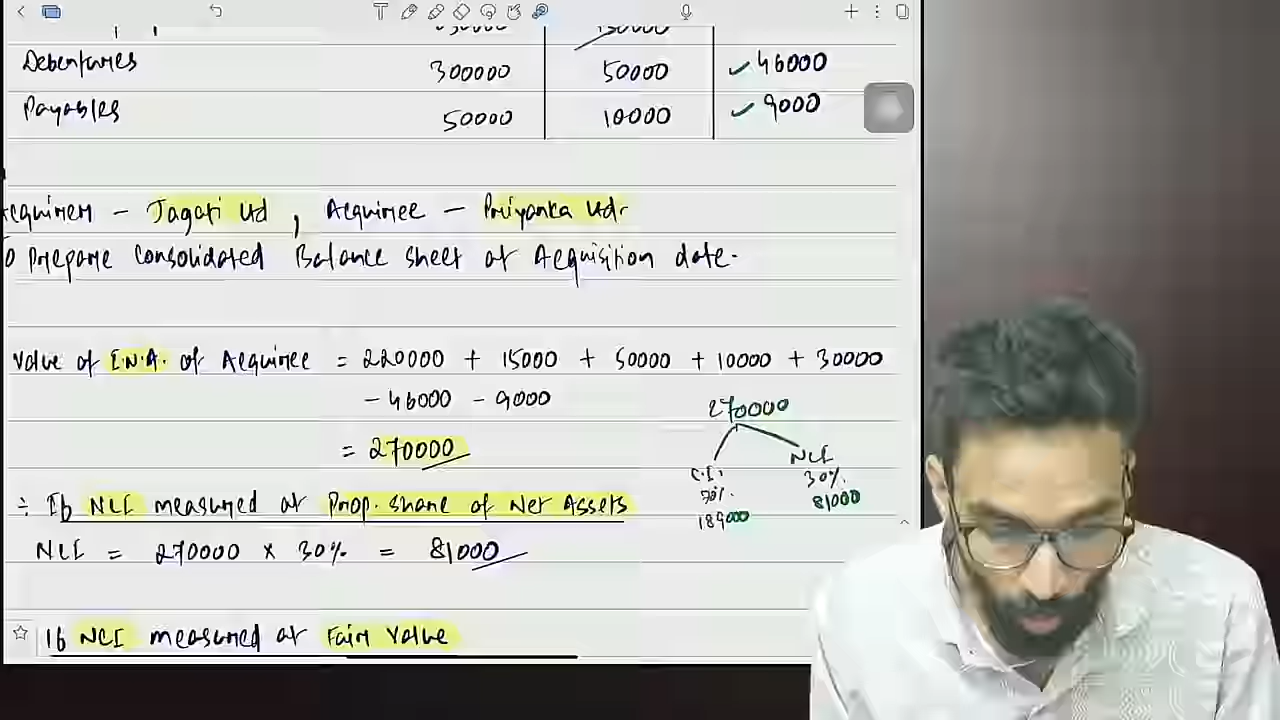 Debentures 300000 50000 ✓ 46000
Payables 50000 10000 ✓ 9000
cquirer - Jagati Ltd, Acquiree - Priyanka Ltd.
To Prepare Consolidated Balance sheet at Acquisition date.
Value of I.N.A. of Acquiree = 220000 + 15000 + 50000 + 10000 + 30000
- 46000 - 9000
= 270000
270000
C.I. NCI
70% 30%
189000 81000
÷ If NCI measured at Prop. share of Net Assets
NCI = 270000 × 30% = 81000
☆ If NCI measured at Fair Value